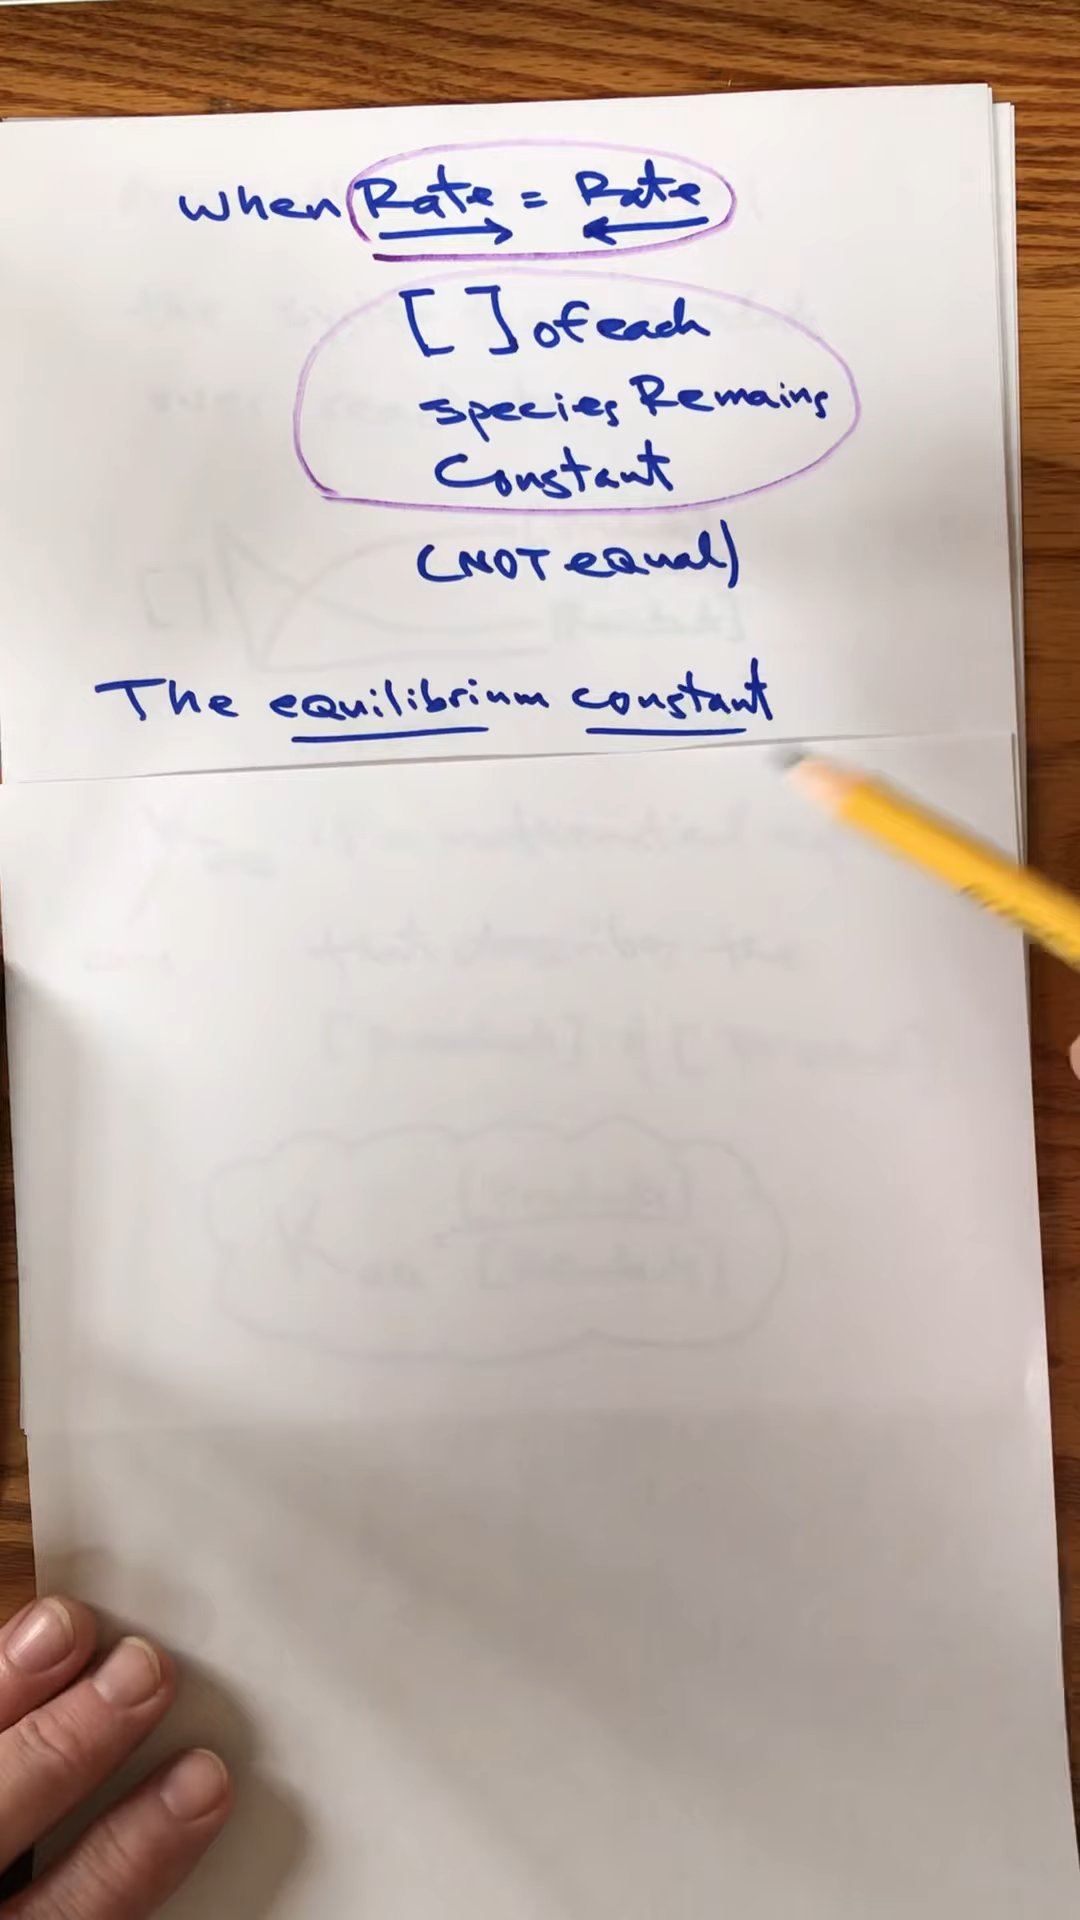 when Rate = Rate
[ ] of each
species Remains
Constant
(NOT equal)
The equilibrium constant